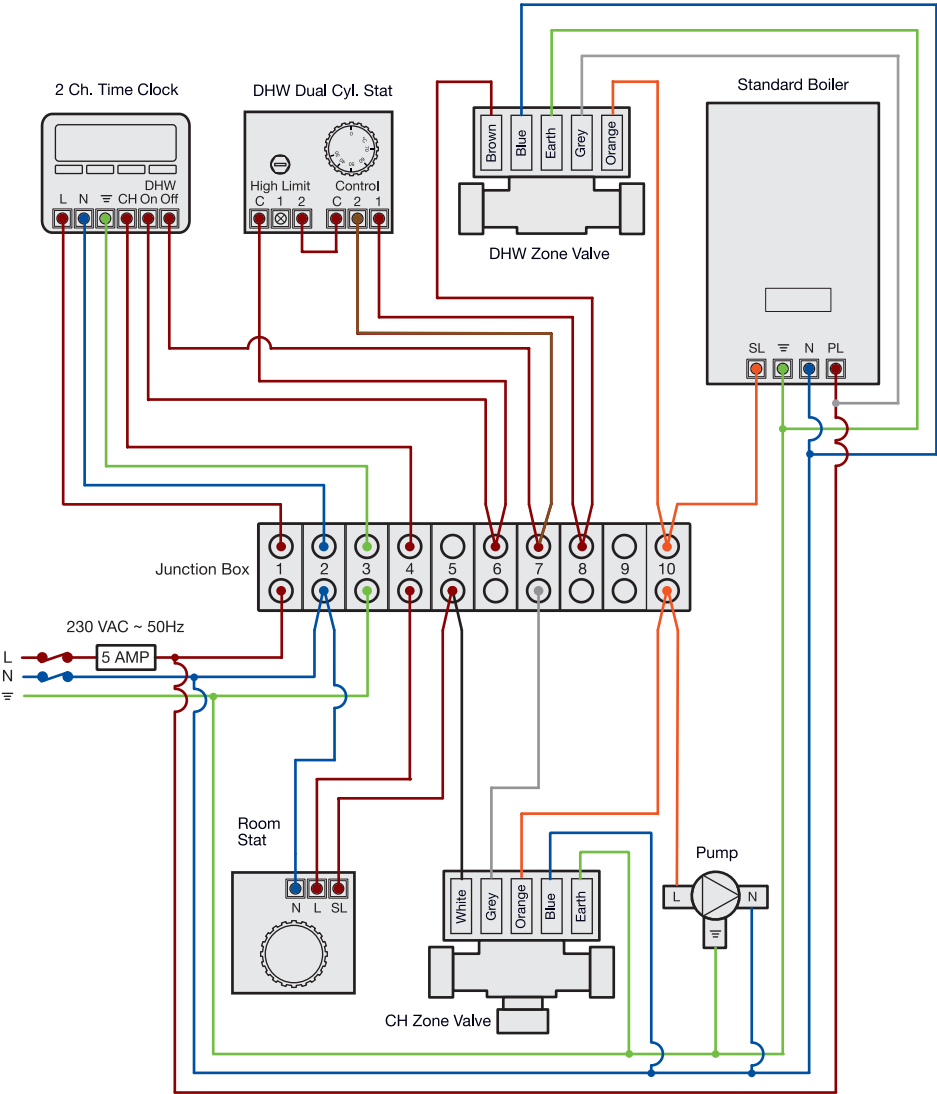 2 Ch. Time Clock
L N CH DHW On Off
DHW Dual Cyl. Stat
High Limit
Control
C 1 2 C 2 1
Brown
Blue
Earth
Grey
Orange
DHW Zone Valve
Standard Boiler
SL N PL
Junction Box
1 2 3 4 5 6 7 8 9 10
230 VAC ~ 50Hz
L
5 AMP
N
Room
Stat
N L SL
White
Grey
Orange
Blue
Earth
CH Zone Valve
Pump
L N